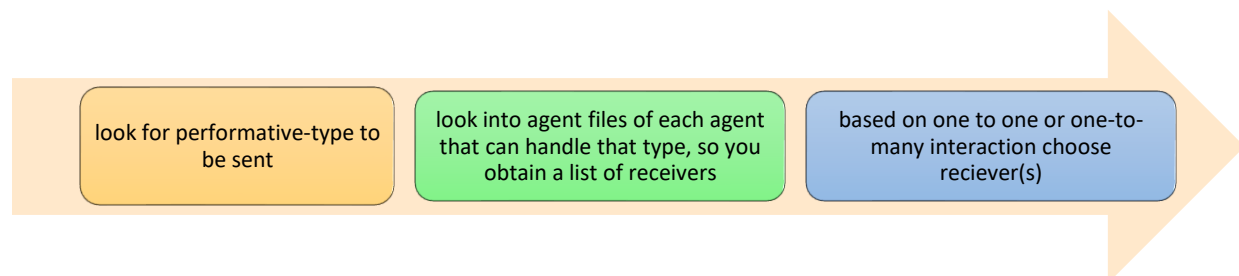 look for performative-type to
be sent
look into agent files of each agent
that can handle that type, so you
obtain a list of receivers
based on one to one or one-to-
many interaction choose
reciever(s)